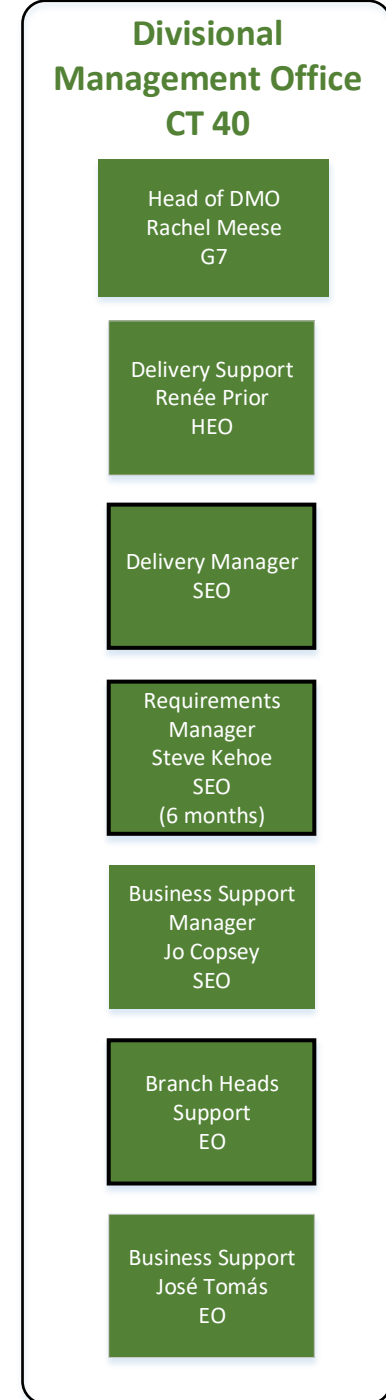 Divisional
Management Office
CT 40
Head of DMO
Rachel Meese
G7
Delivery Support
Renée Prior
HEO
Delivery Manager
SEO
Requirements
Manager
Steve Kehoe
SEO
(6 months)
Business Support
Manager
Jo Copsey
SEO
Branch Heads
Support
EO
Business Support
José Tomás
EO